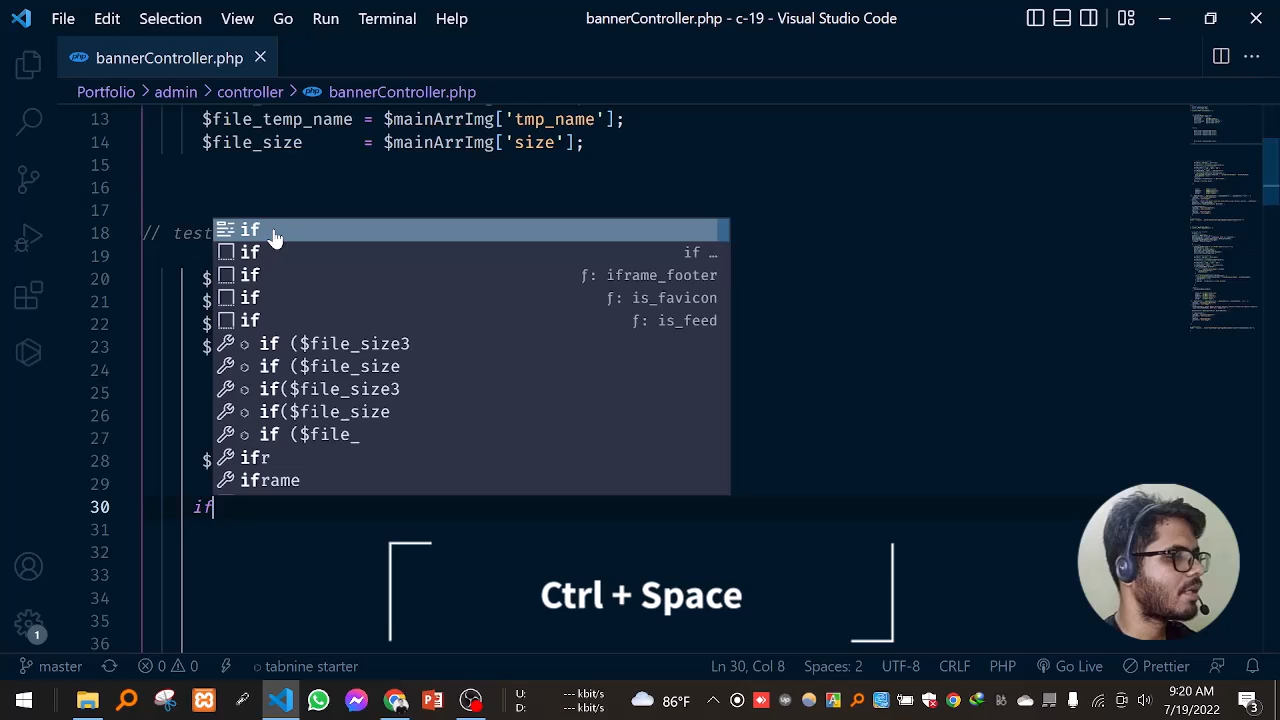 File Edit Selection View Go Run Terminal Help
bannerController.php - c-19 - Visual Studio Code
bannerController.php
Portfolio > admin > controller > bannerController.php
13 $file_temp_name = $mainArrImg['tmp_name'];
14 $file_size = $mainArrImg['size'];
15
16
17
18 // test
19
20 $
21 $
22 $
23 $
24
25
26
27
28 $
29
30 if
31
32
33
34
35
36
if
if if …
if ƒ: iframe_footer
if ƒ: is_favicon
if ƒ: is_feed
if ($file_size3
if ($file_size
if($file_size3
if($file_size
if ($file_
ifr
iframe
Ctrl + Space
1
master 0 0 tabnine starter
Ln 30, Col 8 Spaces: 2 UTF-8 CRLF PHP Go Live Prettier
U: --kbit/s
D: --kbit/s
86°F
9:20 AM
7/19/2022
3